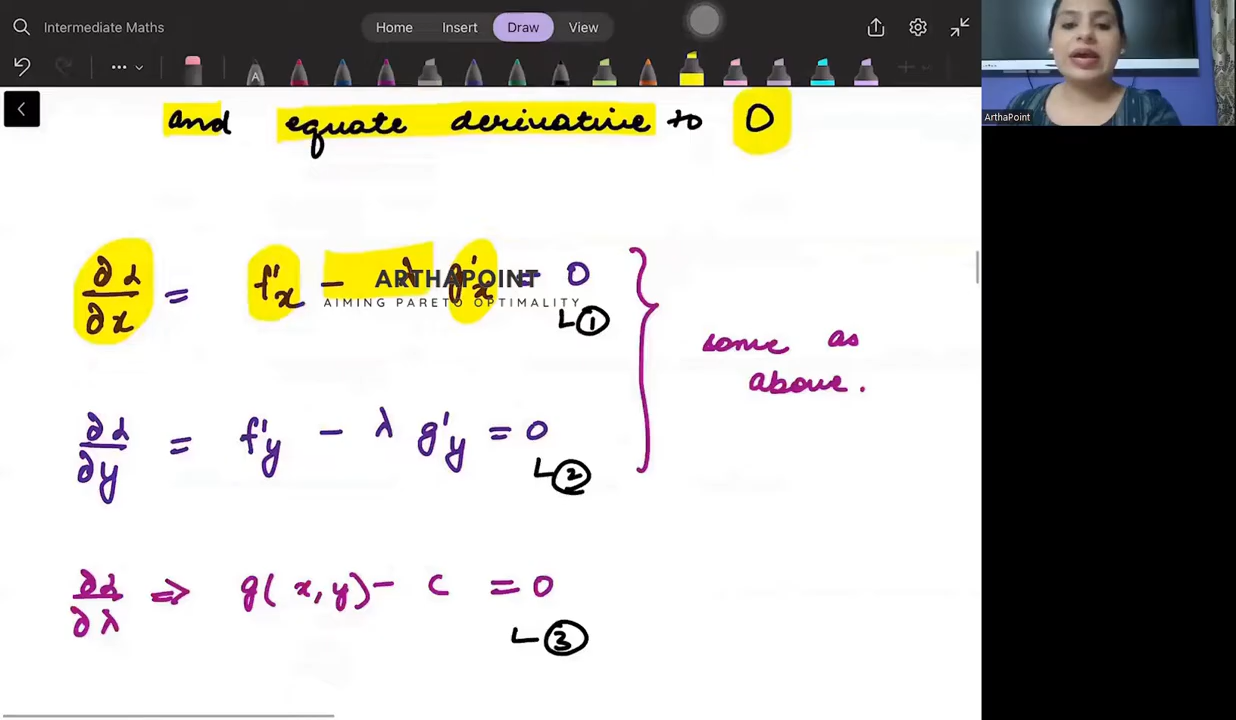 Intermediate Maths
Home Insert Draw View
A
and equate derivative to 0
∂L/∂x = f'x - λ g'x = 0
①
ARTHAPOINT
AIMING PARETO OPTIMALITY
same as
above.
∂L/∂y = f'y - λ g'y = 0
②
∂L/∂λ ⇒ g(x,y) - c = 0
③
ArthaPoint